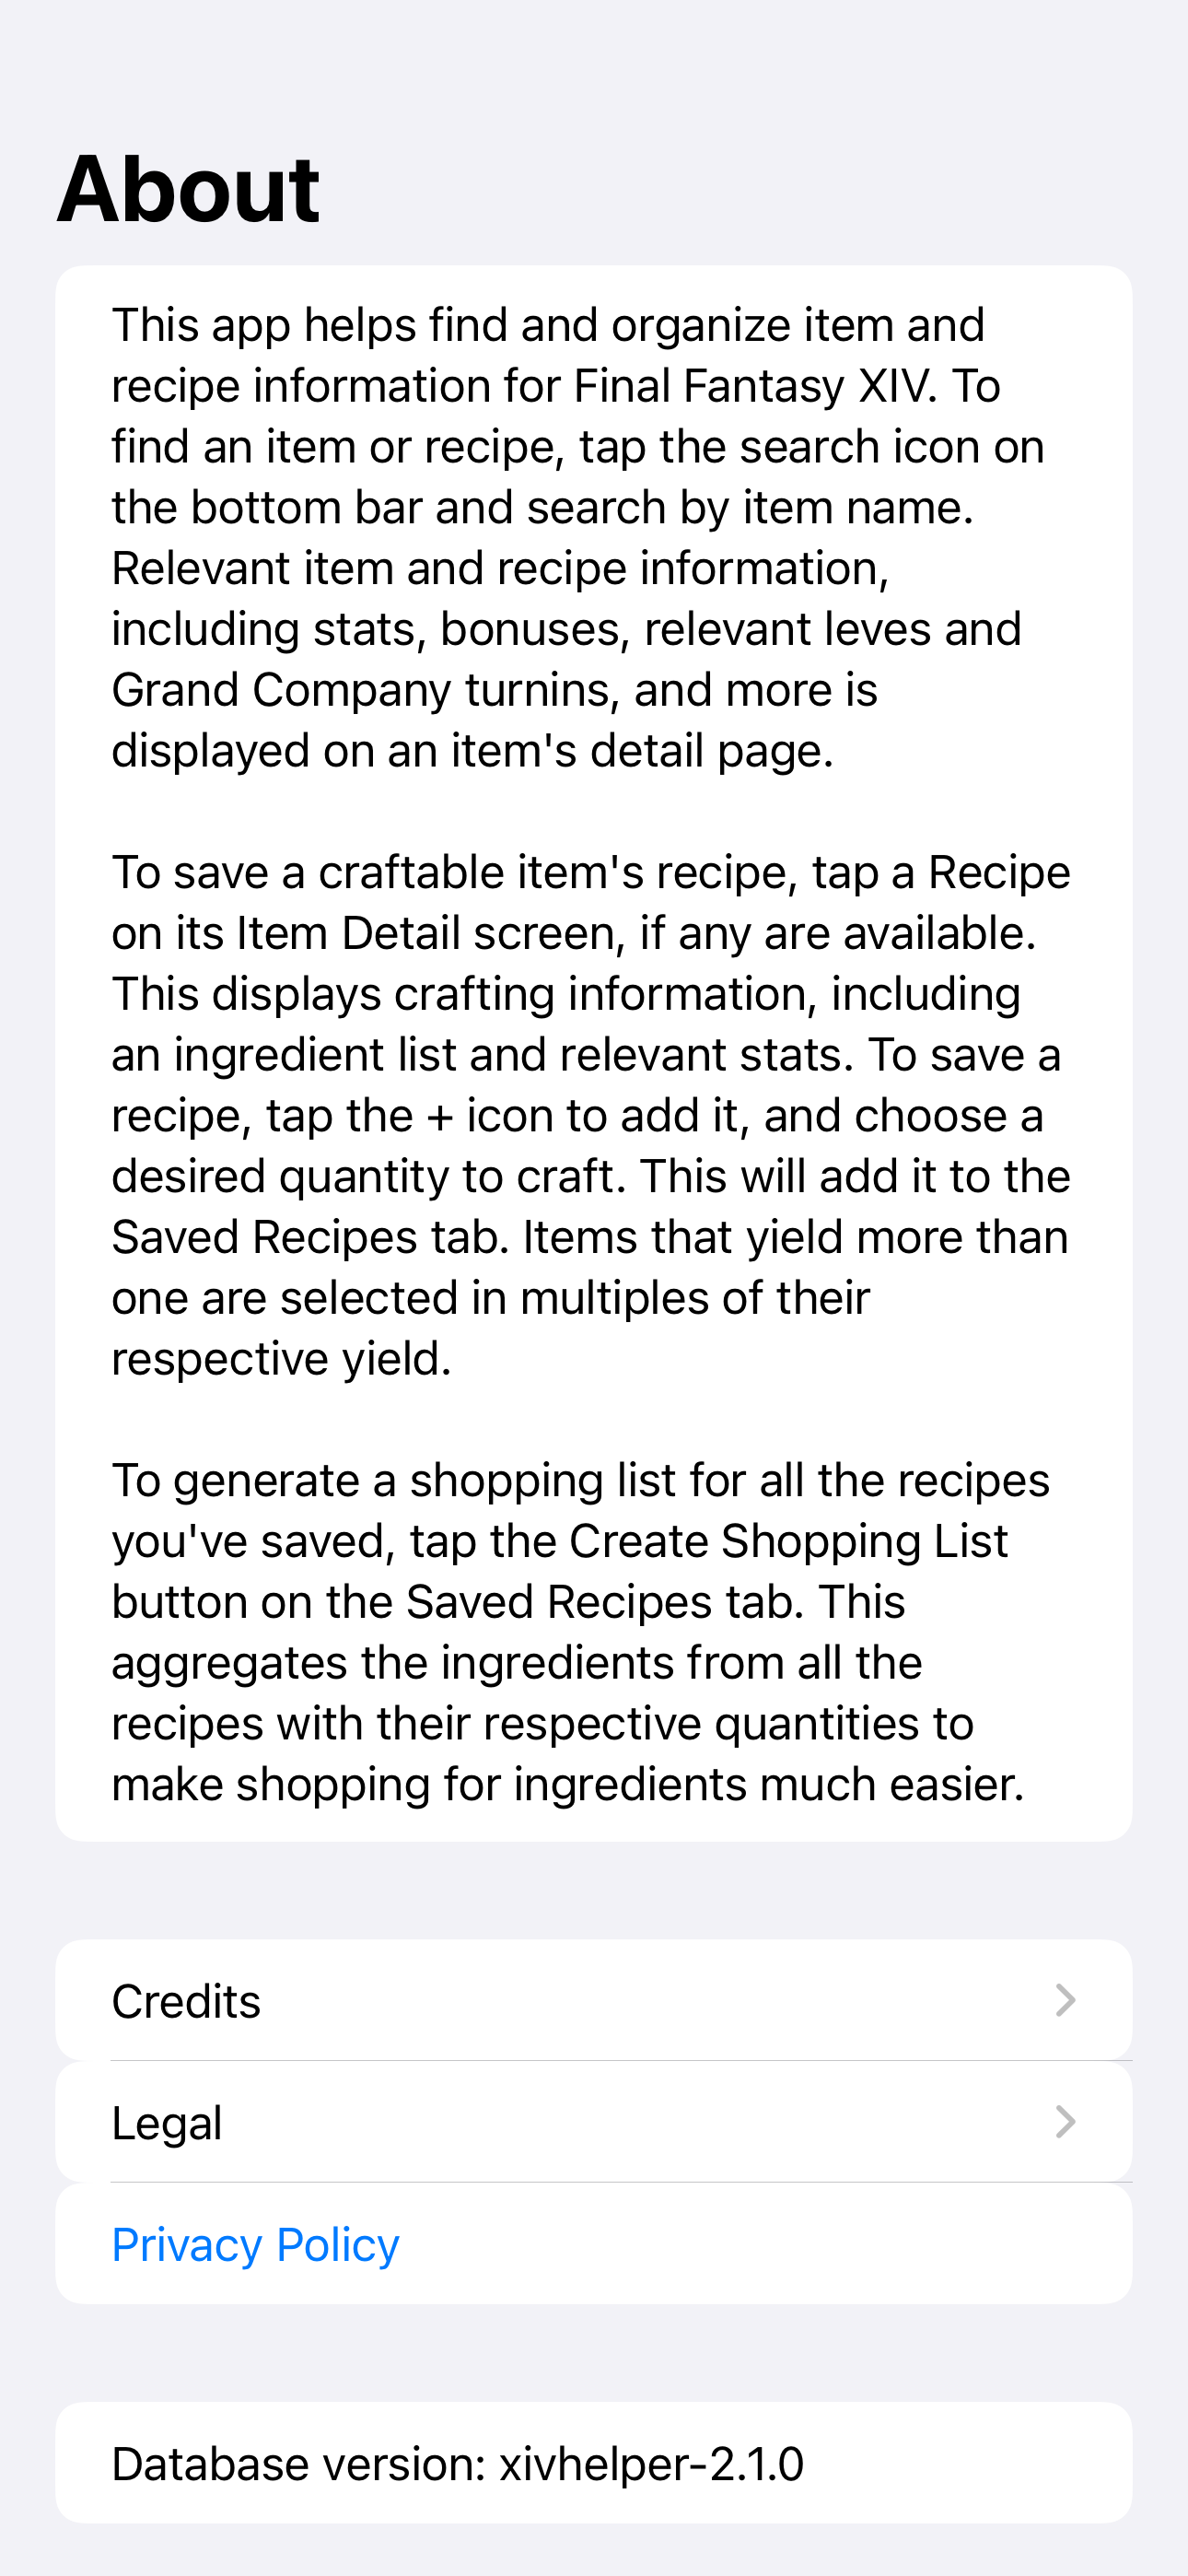 About
This app helps find and organize item and
recipe information for Final Fantasy XIV. To
find an item or recipe, tap the search icon on
the bottom bar and search by item name.
Relevant item and recipe information,
including stats, bonuses, relevant leves and
Grand Company turnins, and more is
displayed on an item's detail page.
To save a craftable item's recipe, tap a Recipe
on its Item Detail screen, if any are available.
This displays crafting information, including
an ingredient list and relevant stats. To save a
recipe, tap the + icon to add it, and choose a
desired quantity to craft. This will add it to the
Saved Recipes tab. Items that yield more than
one are selected in multiples of their
respective yield.
To generate a shopping list for all the recipes
you've saved, tap the Create Shopping List
button on the Saved Recipes tab. This
aggregates the ingredients from all the
recipes with their respective quantities to
make shopping for ingredients much easier.
Credits
Legal
Privacy Policy
Database version: xivhelper-2.1.0